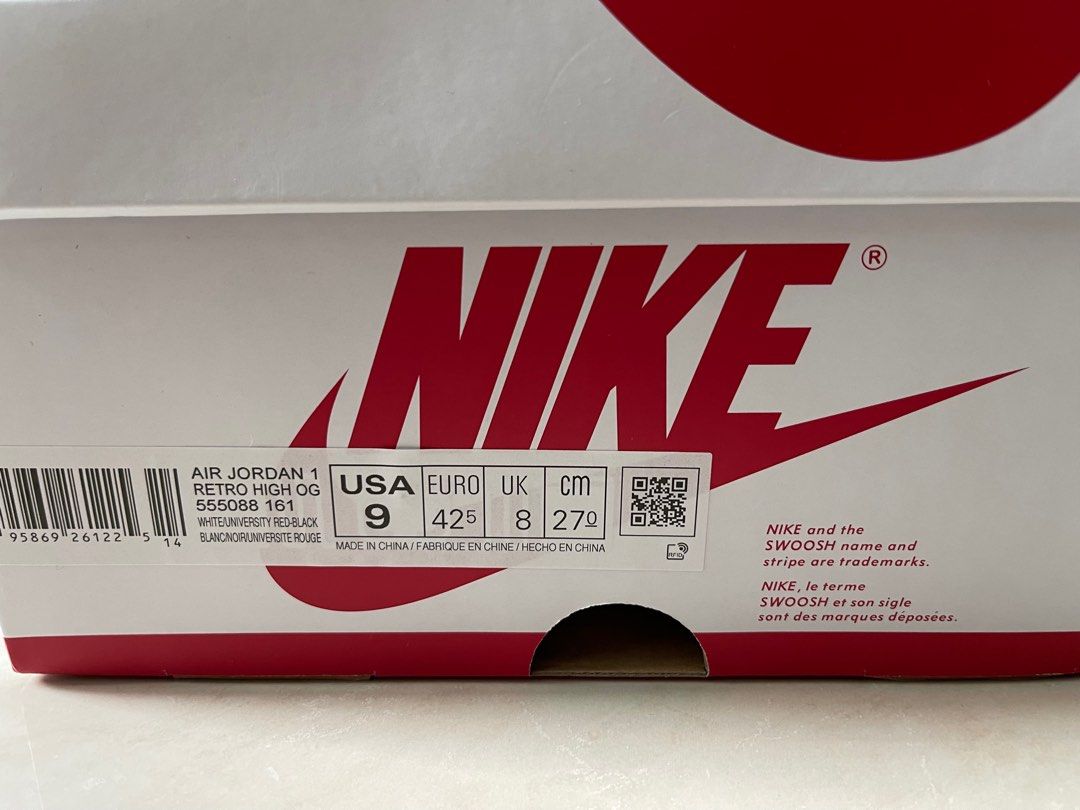 NIKE ®
AIR JORDAN 1
RETRO HIGH OG
555088 161
WHITE/UNIVERSITY RED-BLACK
BLANC/NOIR/UNIVERSITE ROUGE
95869 26122 5 14
USA EURO UK cm
9 42 5 8 27 0
MADE IN CHINA / FABRIQUE EN CHINE / HECHO EN CHINA
RFID
NIKE and the
SWOOSH name and
stripe are trademarks.
NIKE, le terme
SWOOSH et son sigle
sont des marques déposées.